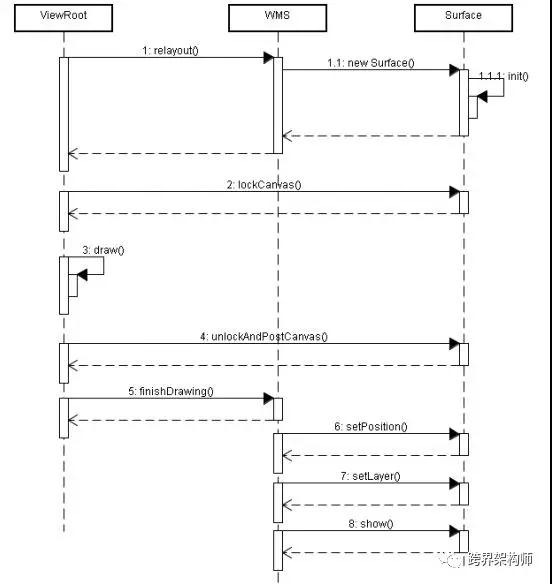 ViewRoot
WMS
Surface
1: relayout()
1.1: new Surface()
1.1.1: init()
2: lockCanvas()
3: draw()
4: unlockAndPostCanvas()
5: finishDrawing()
6: setPosition()
7: setLayer()
8: show()
跨界架构师